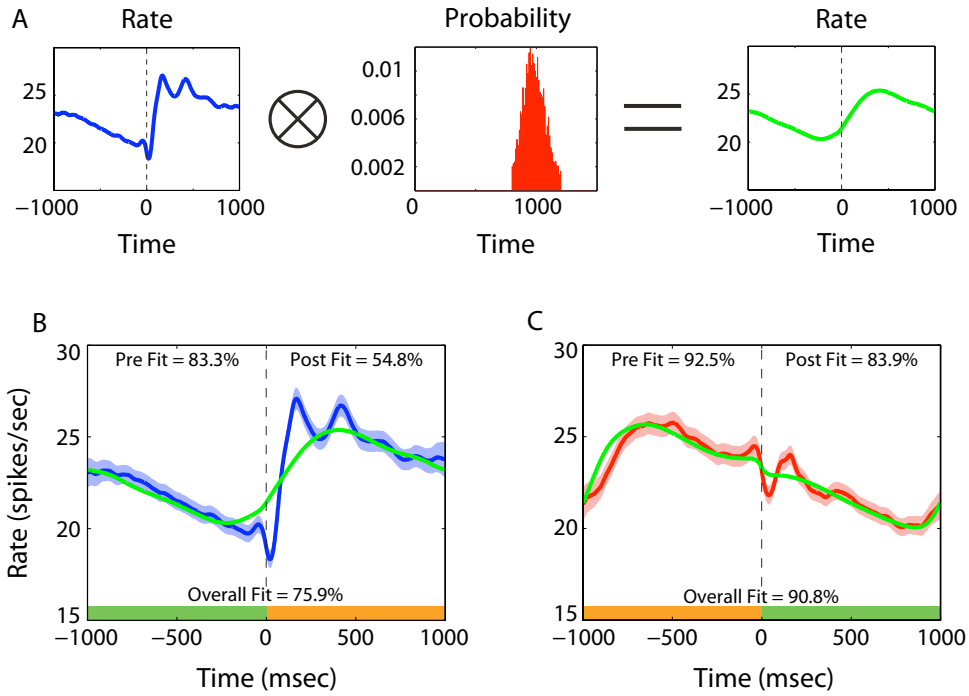 A
Rate
Probability
Rate
25
20
−1000
0
1000
Time
0.01
0.006
0.002
0
1000
Time
25
20
−1000
0
1000
Time
B
30
25
20
15
Rate (spikes/sec)
Pre Fit = 83.3%
Post Fit = 54.8%
Overall Fit = 75.9%
−1000
−500
0
500
1000
Time (msec)
C
30
25
20
15
Pre Fit = 92.5%
Post Fit = 83.9%
Overall Fit = 90.8%
−1000
−500
0
500
1000
Time (msec)